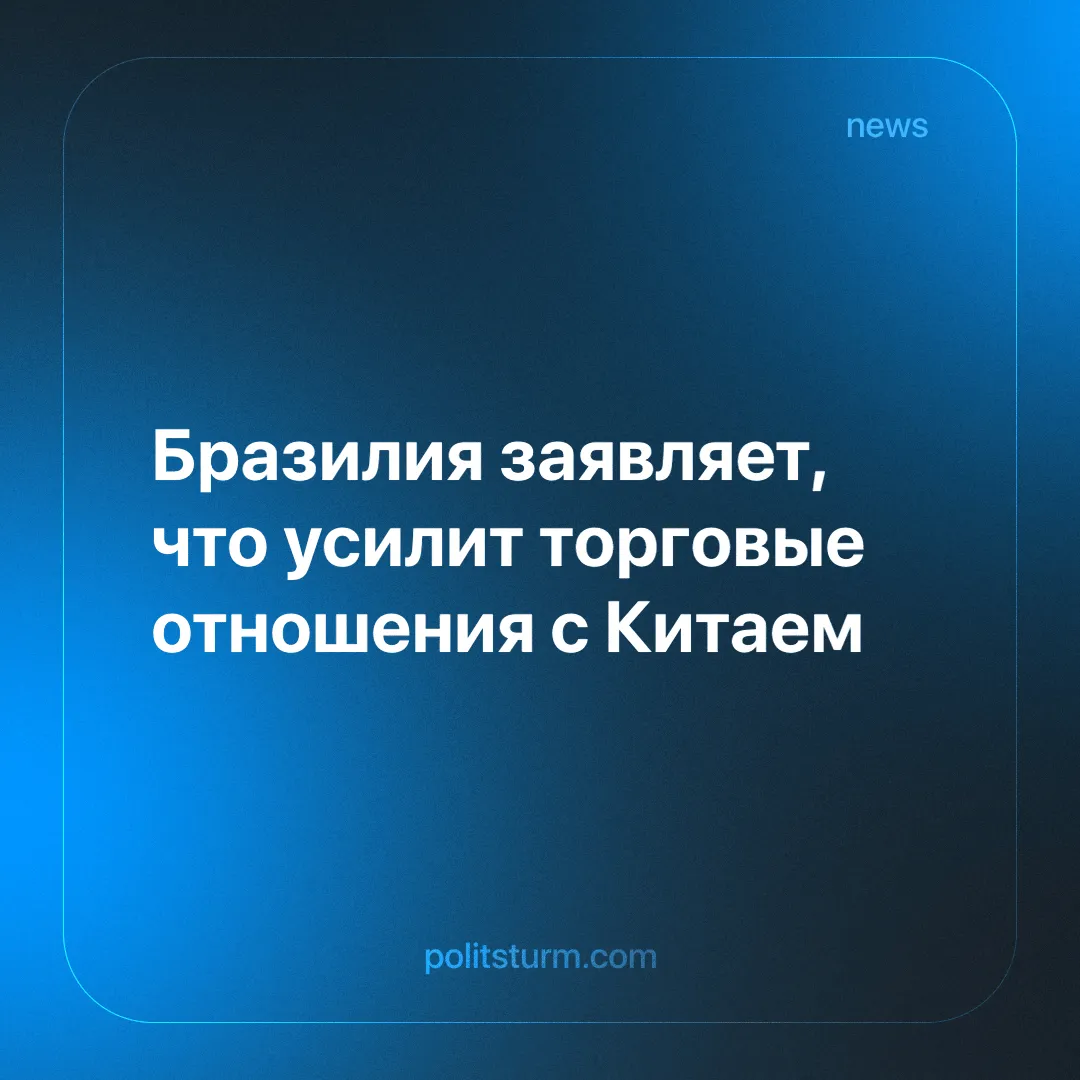 news
Бразилия заявляет,
что усилит торговые
отношения с Китаем
politsturm.com